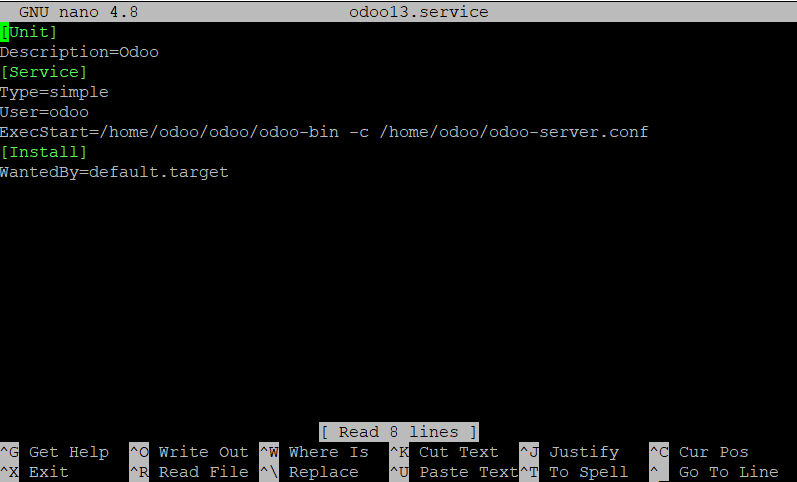 GNU nano 4.8 odoo13.service
[Unit]
Description=Odoo
[Service]
Type=simple
User=odoo
ExecStart=/home/odoo/odoo/odoo-bin -c /home/odoo/odoo-server.conf
[Install]
WantedBy=default.target
[ Read 8 lines ]
^G Get Help ^O Write Out ^W Where Is ^K Cut Text ^J Justify ^C Cur Pos
^X Exit ^R Read File ^\ Replace ^U Paste Text ^T To Spell ^_ Go To Line